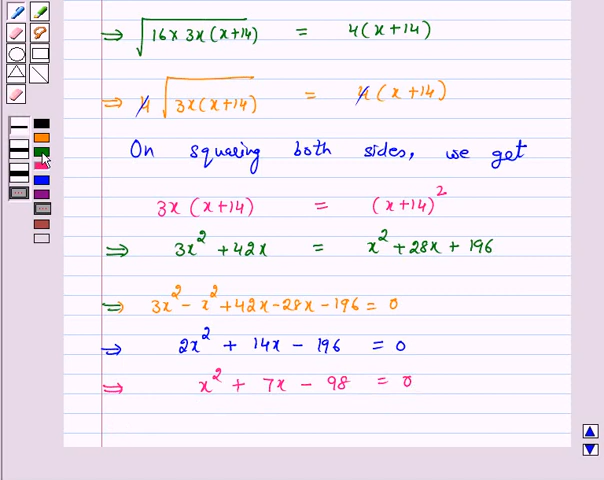 ⇒ √(16 × 3x (x+14)) = 4 (x+14)
⇒ 4 √(3x (x+14)) = 4 (x+14)
On squaring both sides, we get
3x (x+14) = (x+14)²
⇒ 3x² + 42x = x² + 28x + 196
⇒ 3x² - x² + 42x - 28x - 196 = 0
⇒ 2x² + 14x - 196 = 0
⇒ x² + 7x - 98 = 0